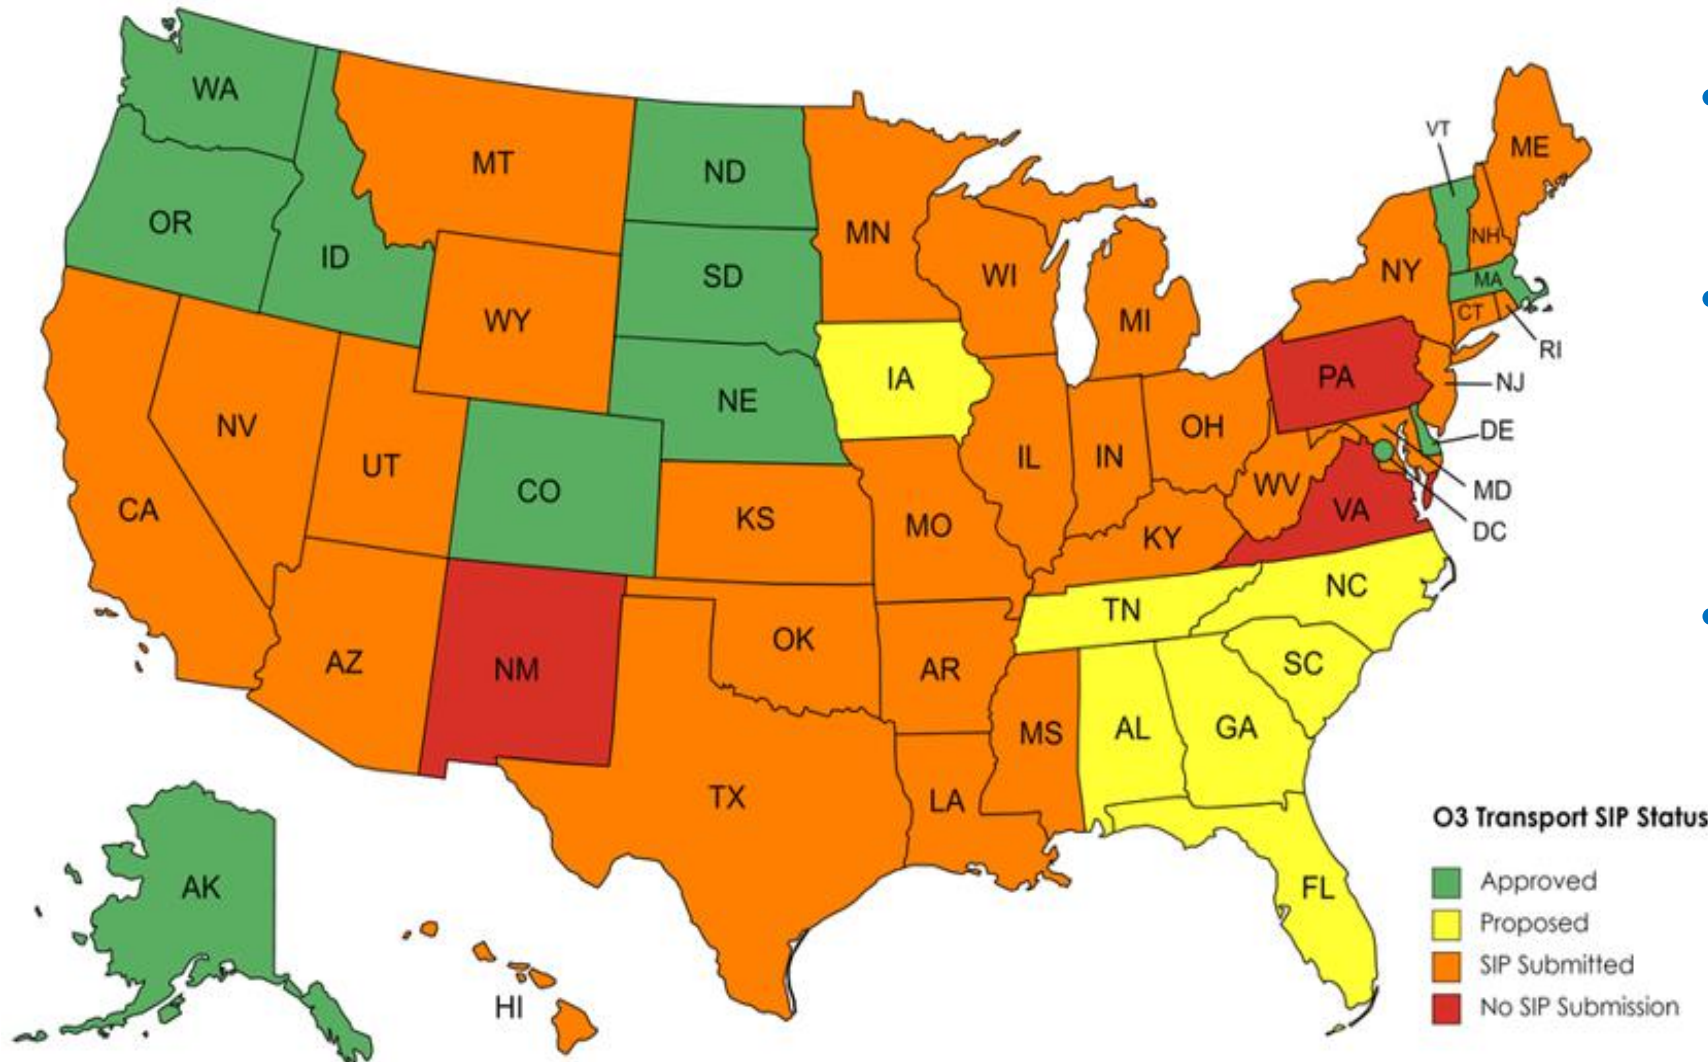 WA
OR
ID
MT
WY
ND
SD
NE
CO
MN
WI
MI
IA
CA
NV
UT
AZ
NM
KS
OK
TX
MO
AR
LA
IL
IN
OH
KY
WV
VA
PA
NY
VT
NH
ME
MA
CT
RI
NJ
DE
MD
DC
TN
NC
SC
MS
AL
GA
FL
AK
HI
O3 Transport SIP Status
Approved
Proposed
SIP Submitted
No SIP Submission